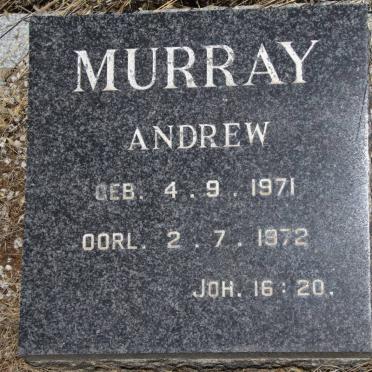 MURRAY
ANDREW
GEB. 4.9.1971
OORL. 2.7.1972
JOH. 16:20.